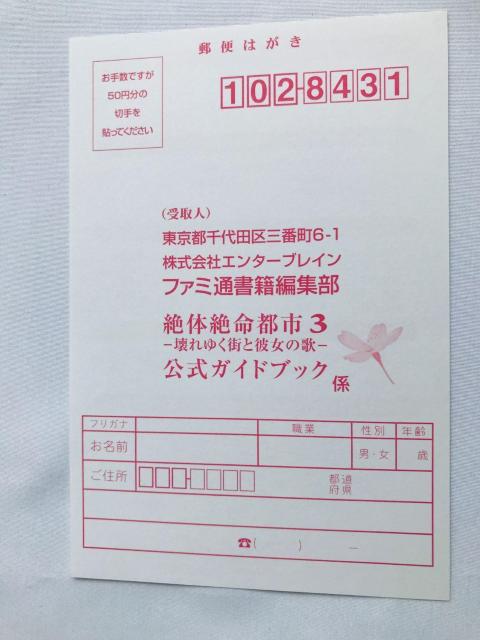 郵便はがき
お手数ですが
50円分の
切手を
貼ってください
102-8431
（受取人）
東京都千代田区三番町6-1
株式会社エンターブレイン
ファミ通書籍編集部
絶体絶命都市3
−壊れゆく街と彼女の歌−
公式ガイドブック 係
フリガナ 職業 性別 年齢
お名前 男・女 歳
ご住所 都道
府県
☎( ) −